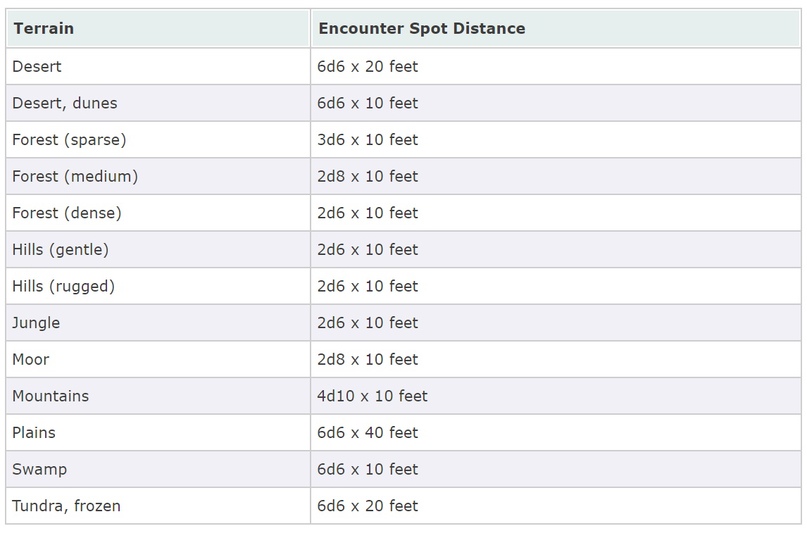 Terrain Encounter Spot Distance
Desert 6d6 x 20 feet
Desert, dunes 6d6 x 10 feet
Forest (sparse) 3d6 x 10 feet
Forest (medium) 2d8 x 10 feet
Forest (dense) 2d6 x 10 feet
Hills (gentle) 2d6 x 10 feet
Hills (rugged) 2d6 x 10 feet
Jungle 2d6 x 10 feet
Moor 2d8 x 10 feet
Mountains 4d10 x 10 feet
Plains 6d6 x 40 feet
Swamp 6d6 x 10 feet
Tundra, frozen 6d6 x 20 feet